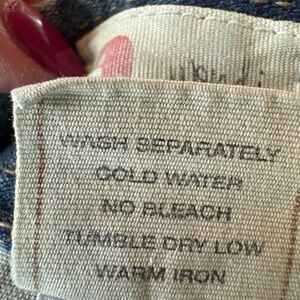 WASH SEPARATELY
COLD WATER
NO BLEACH
TUMBLE DRY LOW
WARM IRON